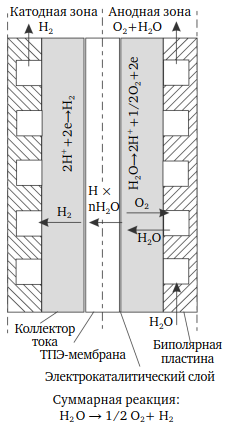 Катодная зона
Анодная зона
H₂
O₂+H₂O
2H⁺+2e→H₂
H₂O→2H⁺+1/2O₂+2e
H ×
nH₂O
H₂
O₂
H₂O
H₂O
Коллектор
тока
ТПЭ-мембрана
Биполярная
пластина
Электрокаталитический слой
Суммарная реакция:
H₂O → 1/2 O₂+ H₂